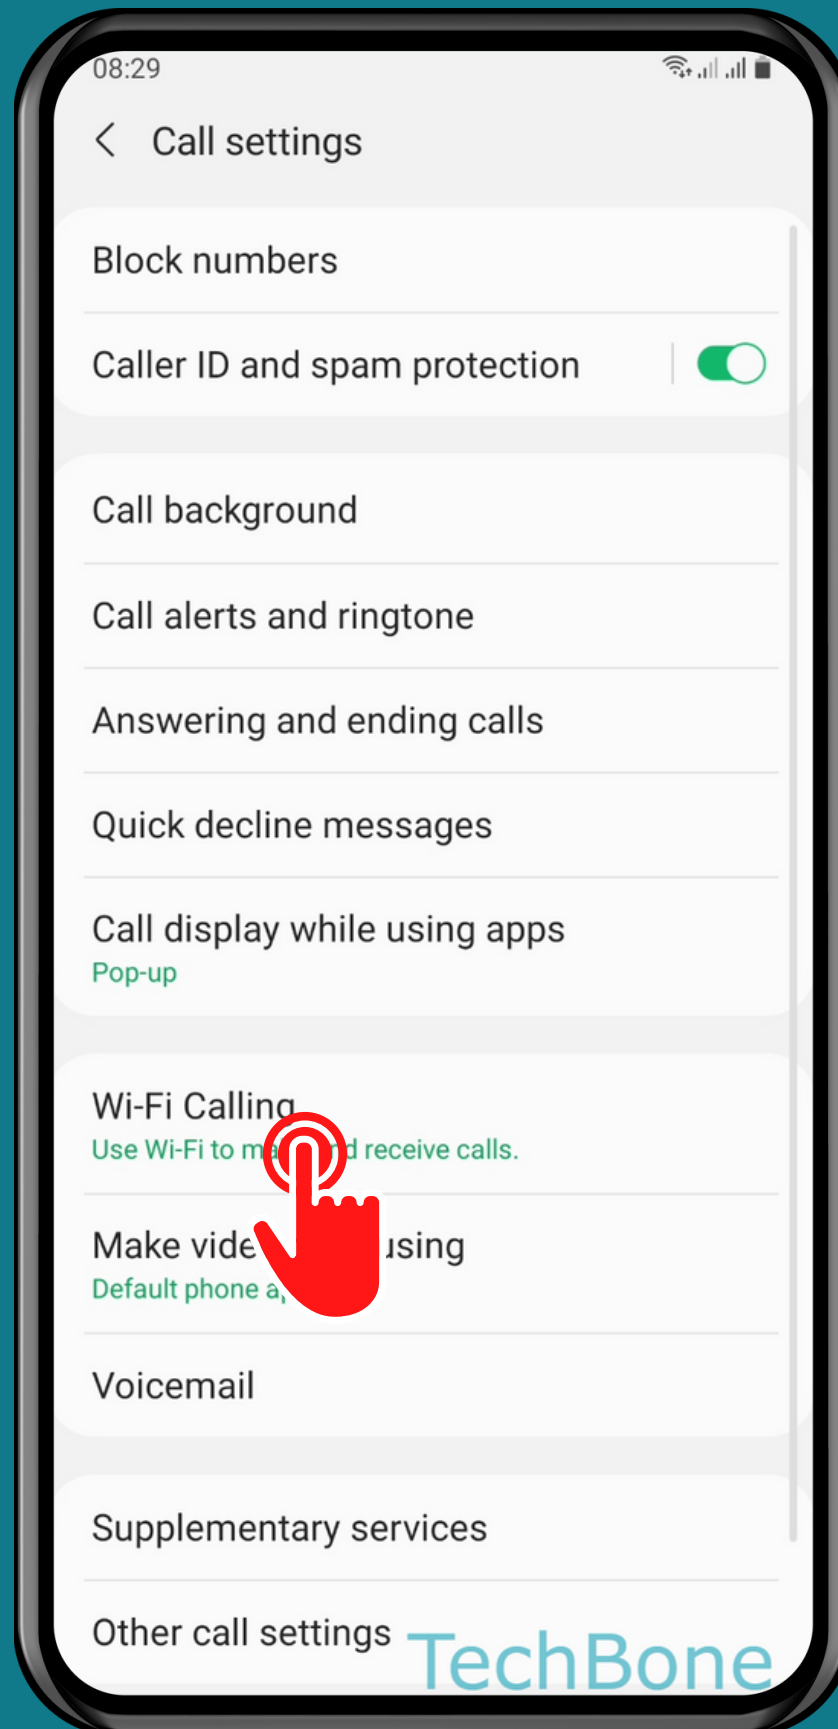 08:29
Call settings
Block numbers
Caller ID and spam protection
Call background
Call alerts and ringtone
Answering and ending calls
Quick decline messages
Call display while using apps
Pop-up
Wi-Fi Calling
Use Wi-Fi to receive calls.
Make using
Default phone
Voicemail
Supplementary services
Other call settings
TechBone